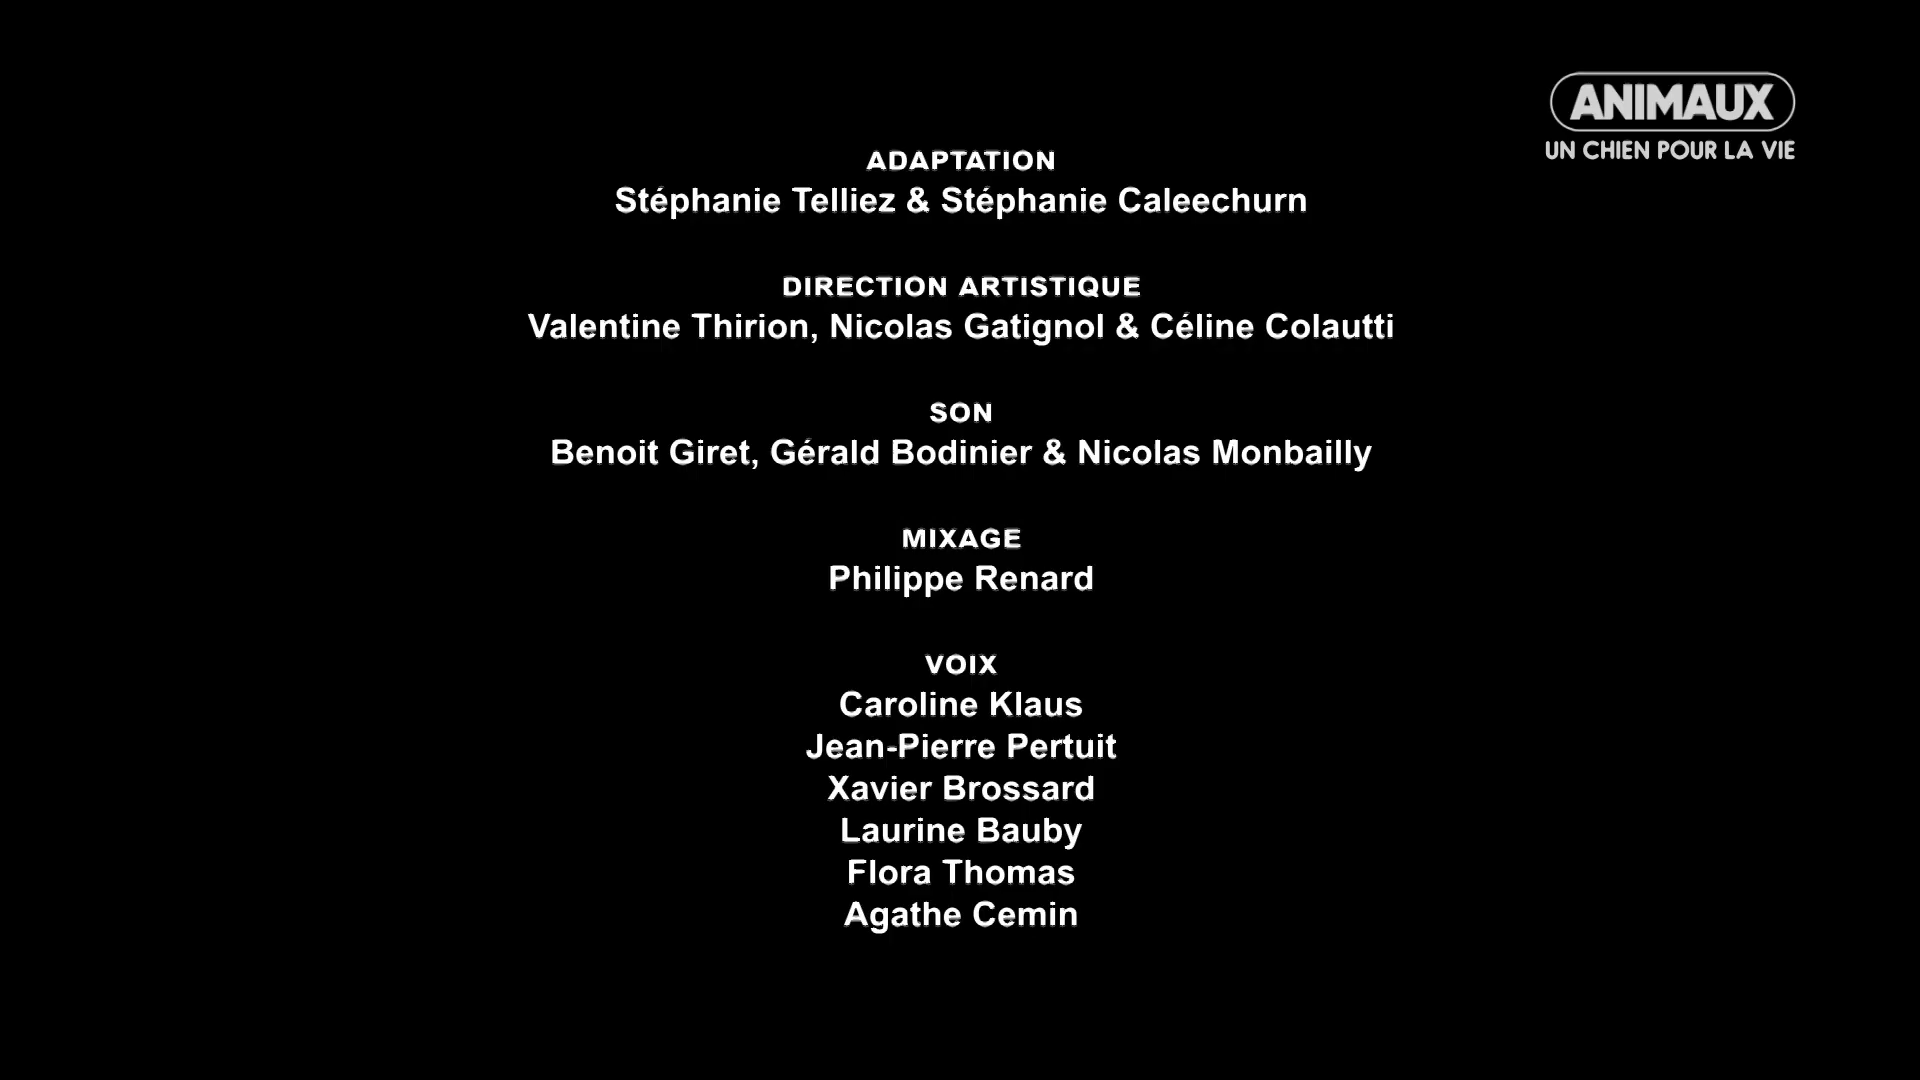 ANIMAUX
UN CHIEN POUR LA VIE
ADAPTATION
Stéphanie Telliez & Stéphanie Caleechurn
DIRECTION ARTISTIQUE
Valentine Thirion, Nicolas Gatignol & Céline Colautti
SON
Benoit Giret, Gérald Bodinier & Nicolas Monbailly
MIXAGE
Philippe Renard
VOIX
Caroline Klaus
Jean-Pierre Pertuit
Xavier Brossard
Laurine Bauby
Flora Thomas
Agathe Cemin